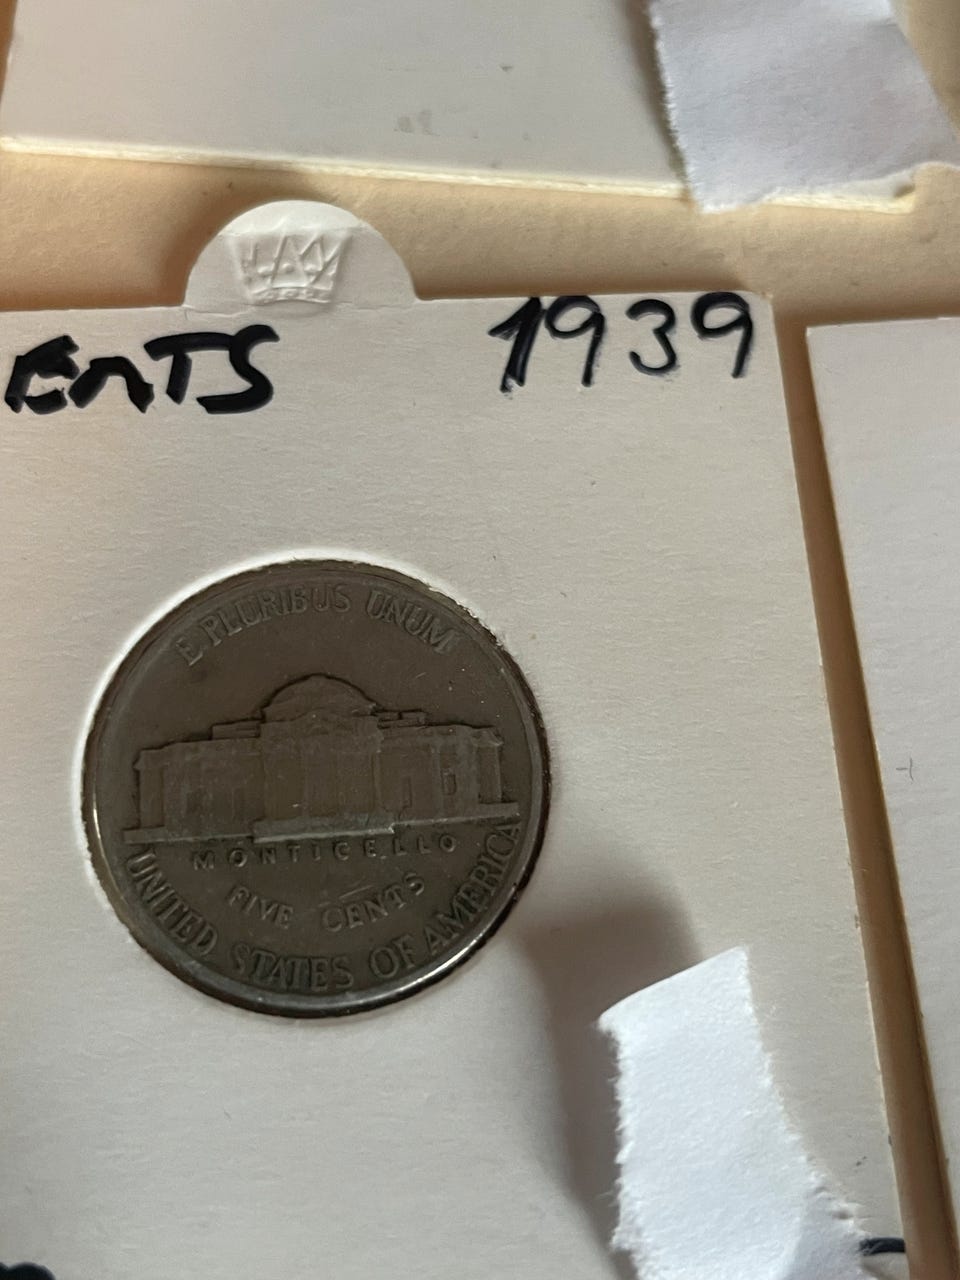 EnTS 1939
E PLURIBUS UNUM
MONTICELLO
FIVE CENTS
UNITED STATES OF AMERICA